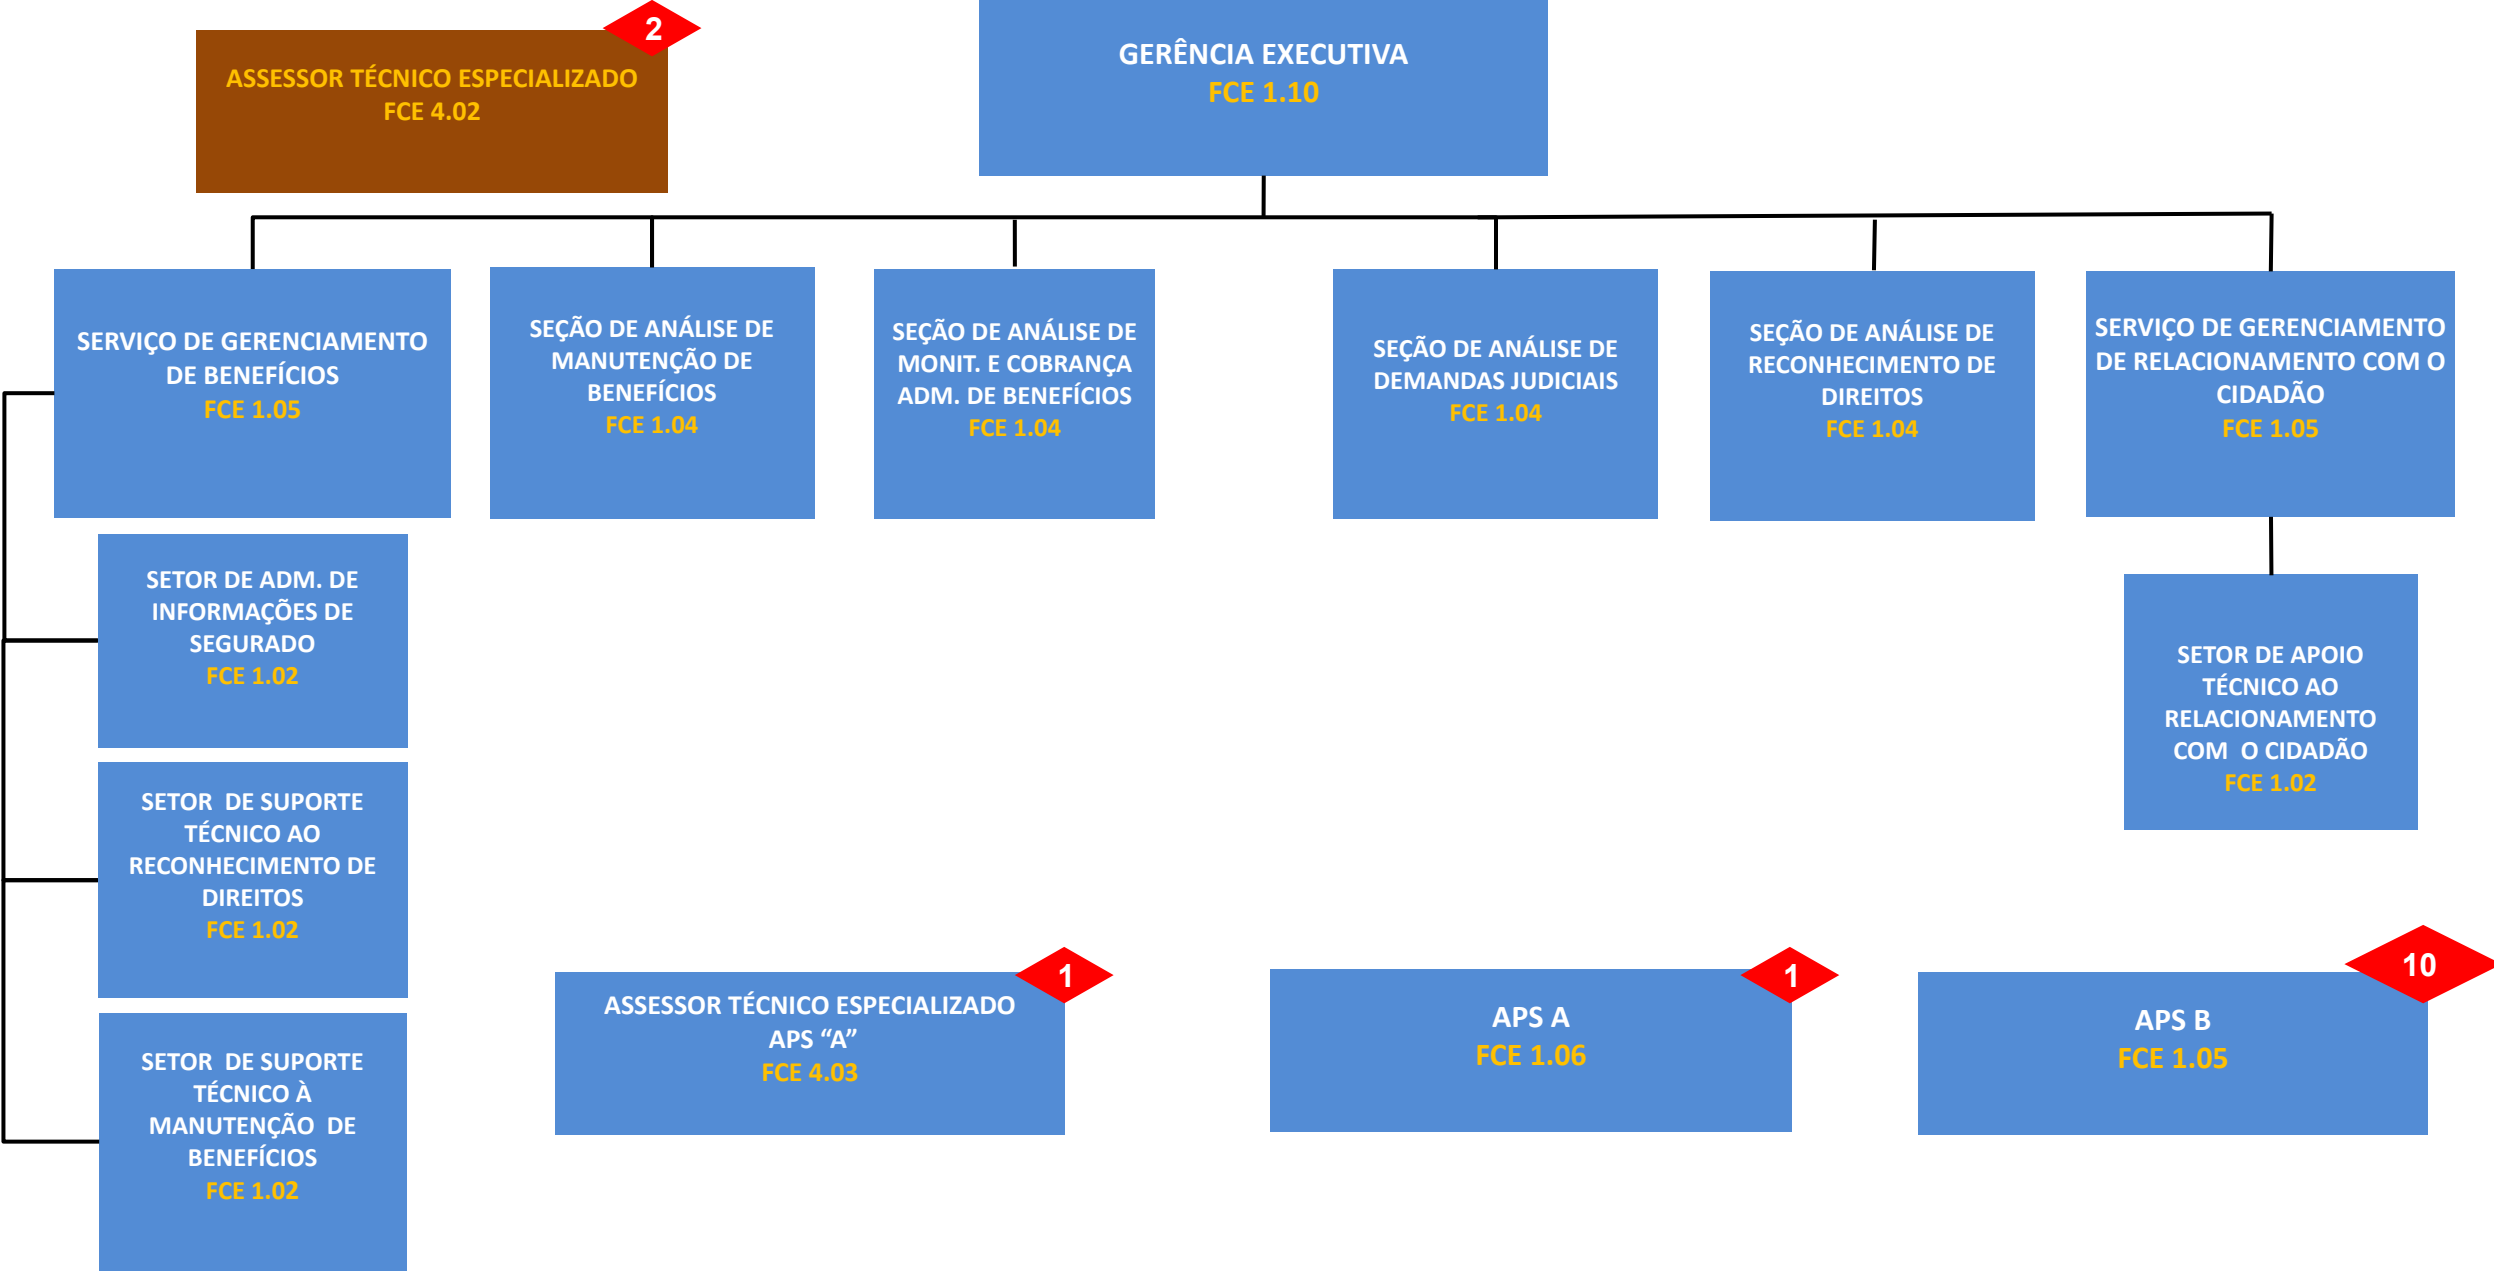 2
ASSESSOR TÉCNICO ESPECIALIZADO
FCE 4.02
GERÊNCIA EXECUTIVA
FCE 1.10
SERVIÇO DE GERENCIAMENTO
DE BENEFÍCIOS
FCE 1.05
SEÇÃO DE ANÁLISE DE
MANUTENÇÃO DE
BENEFÍCIOS
FCE 1.04
SEÇÃO DE ANÁLISE DE
MONIT. E COBRANÇA
ADM. DE BENEFÍCIOS
FCE 1.04
SEÇÃO DE ANÁLISE DE
DEMANDAS JUDICIAIS
FCE 1.04
SEÇÃO DE ANÁLISE DE
RECONHECIMENTO DE
DIREITOS
FCE 1.04
SERVIÇO DE GERENCIAMENTO
DE RELACIONAMENTO COM O
CIDADÃO
FCE 1.05
SETOR DE ADM. DE
INFORMAÇÕES DE
SEGURADO
FCE 1.02
SETOR DE APOIO
TÉCNICO AO
RELACIONAMENTO
COM O CIDADÃO
FCE 1.02
SETOR DE SUPORTE
TÉCNICO AO
RECONHECIMENTO DE
DIREITOS
FCE 1.02
SETOR DE SUPORTE
TÉCNICO À
MANUTENÇÃO DE
BENEFÍCIOS
FCE 1.02
1
ASSESSOR TÉCNICO ESPECIALIZADO
APS “A”
FCE 4.03
1
APS A
FCE 1.06
10
APS B
FCE 1.05